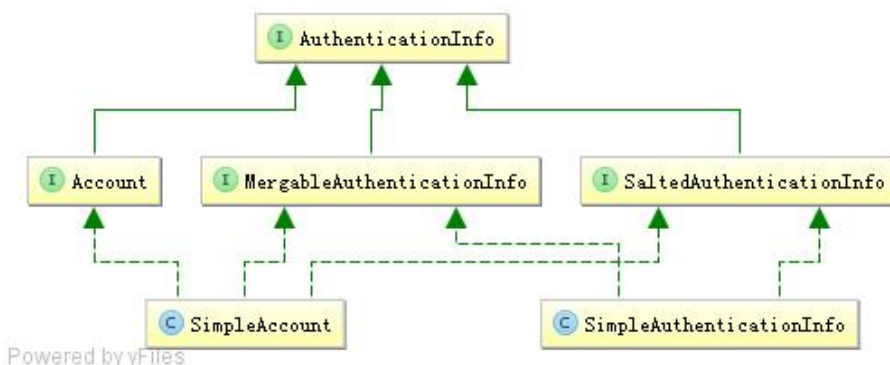 I AuthenticationInfo
I Account
I MergableAuthenticationInfo
I SaltedAuthenticationInfo
C SimpleAccount
C SimpleAuthenticationInfo
Powered by yFiles